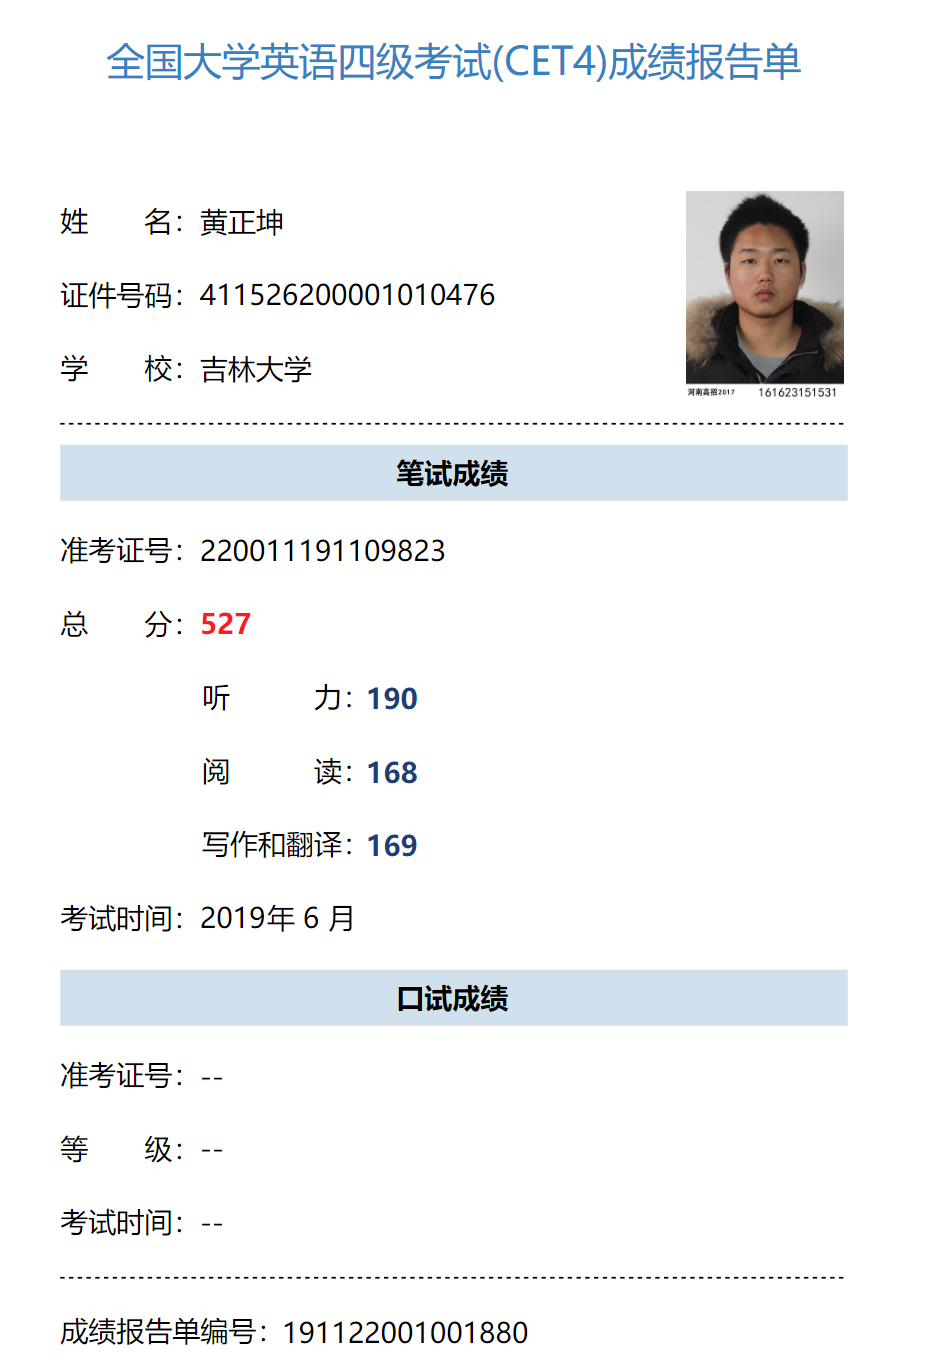 全国大学英语四级考试(CET4)成绩报告单
姓 名：黄正坤
证件号码：411526200001010476
学 校：吉林大学
河南高招2017 161623151531
笔试成绩
准考证号：220011191109823
总 分：527
听 力：190
阅 读：168
写作和翻译：169
考试时间：2019年 6 月
口试成绩
准考证号：--
等 级：--
考试时间：--
成绩报告单编号：191122001001880